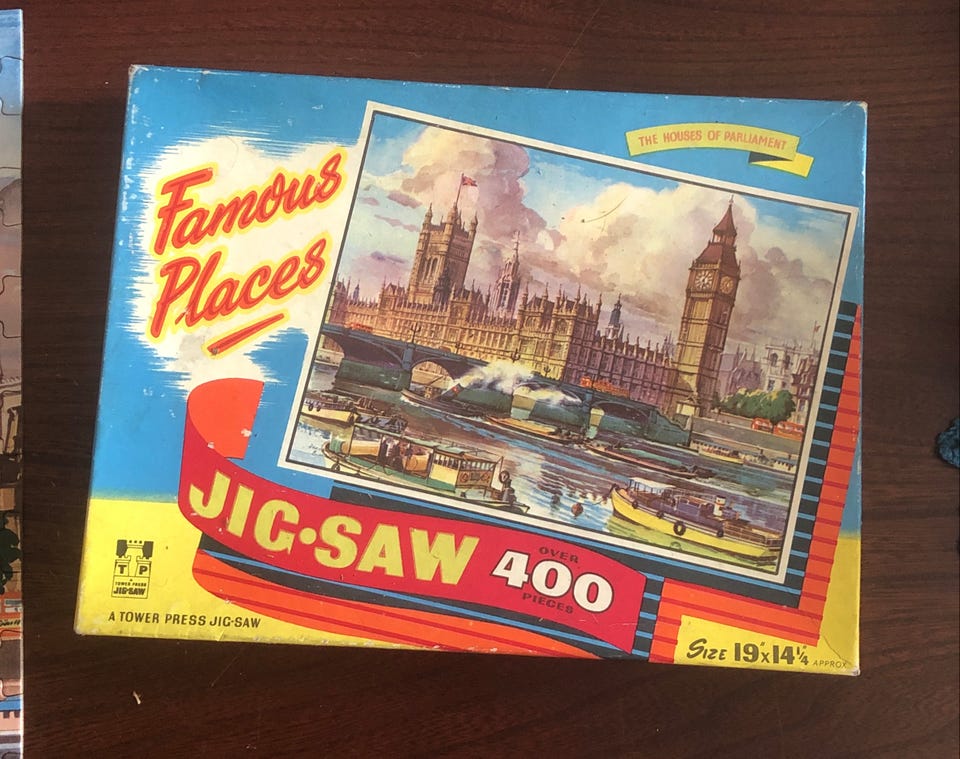 THE HOUSES OF PARLIAMENT
Famous
Places
JIG·SAW
OVER
400
PIECES
T P
A
TOWER PRESS
JIG-SAW
A TOWER PRESS JIG-SAW
SIZE 19"x14¼" APPROX